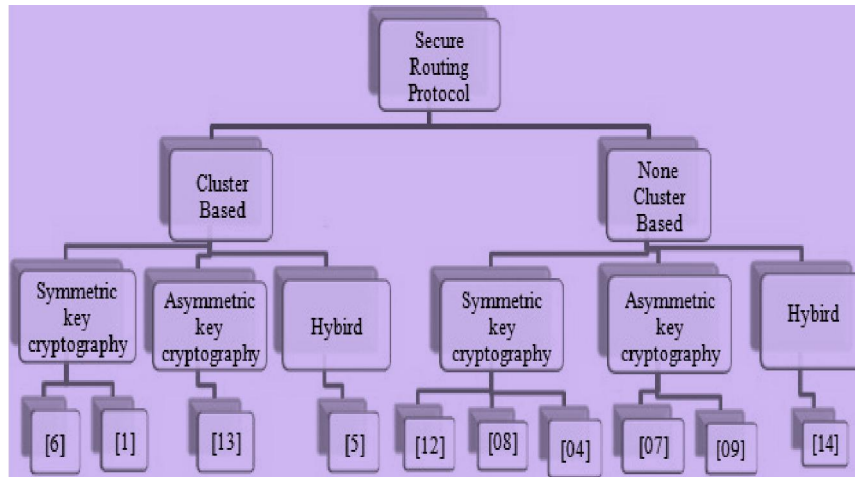 Secure
Routing
Protocol
Cluster
Based
None
Cluster
Based
Symmetric
key
cryptography
Asymmetric
key
cryptography
Hybird
Symmetric
key
cryptography
Asymmetric
key
cryptography
Hybird
[6]
[1]
[13]
[5]
[12]
[08]
[04]
[07]
[09]
[14]